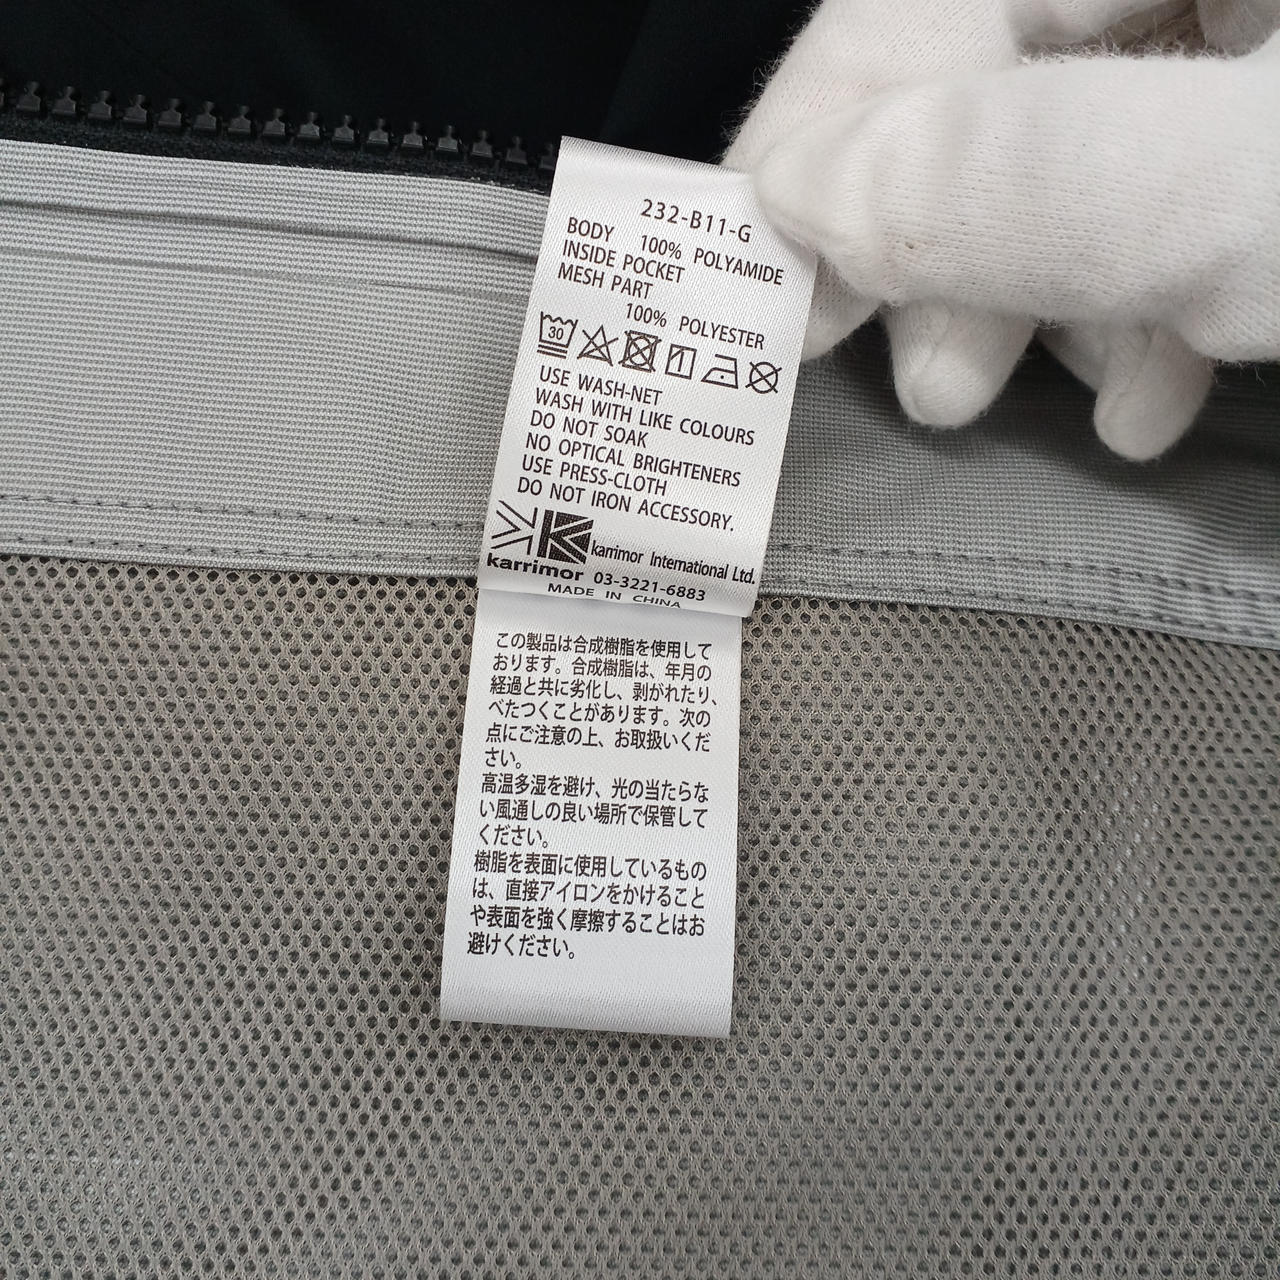 232-B11-G
BODY 100% POLYAMIDE
INSIDE POCKET
MESH PART
100% POLYESTER
30
USE WASH-NET
WASH WITH LIKE COLOURS
DO NOT SOAK
NO OPTICAL BRIGHTENERS
USE PRESS-CLOTH
DO NOT IRON ACCESSORY.
karrimor International Ltd.
karrimor 03-3221-6883
MADE IN CHINA
この製品は合成樹脂を使用して
おります。合成樹脂は、年月の
経過と共に劣化し、剥がれたり、
べたつくことがあります。次の
点にご注意の上、お取扱いくだ
さい。
高温多湿を避け、光の当たらな
い風通しの良い場所で保管して
ください。
樹脂を表面に使用しているもの
は、直接アイロンをかけること
や表面を強く摩擦することはお
避けください。